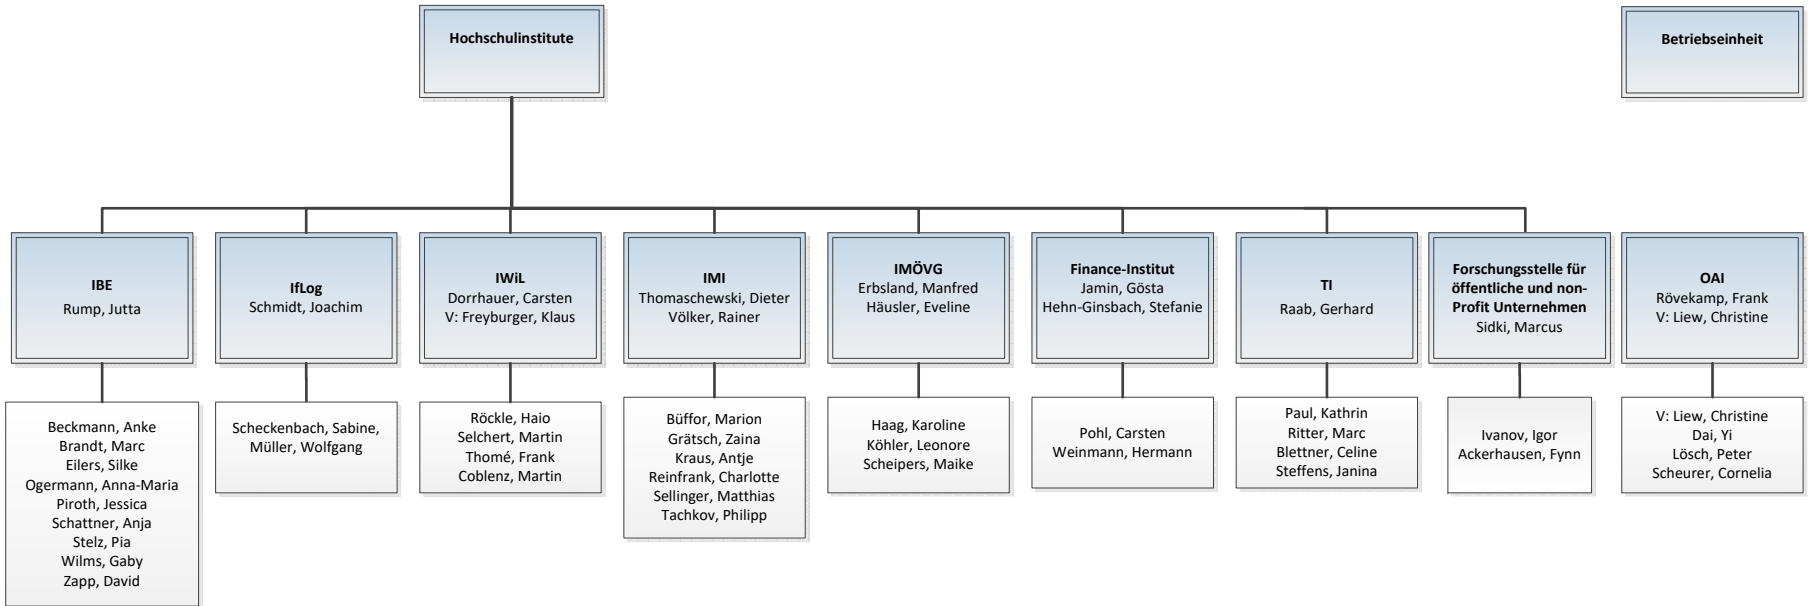 Hochschulinstitute
Betriebseinheit
IBE
Rump, Jutta
IfLog
Schmidt, Joachim
IWiL
Dorrhauer, Carsten
V: Freyburger, Klaus
IMI
Thomaschewski, Dieter
Völker, Rainer
IMÖVG
Erbsland, Manfred
Häusler, Eveline
Finance-Institut
Jamin, Gösta
Hehn-Ginsbach, Stefanie
TI
Raab, Gerhard
Forschungsstelle für
öffentliche und non-
Profit Unternehmen
Sidki, Marcus
OAI
Rövekamp, Frank
V: Liew, Christine
Beckmann, Anke
Brandt, Marc
Eilers, Silke
Ogermann, Anna-Maria
Piroth, Jessica
Schattner, Anja
Stelz, Pia
Wilms, Gaby
Zapp, David
Scheckenbach, Sabine,
Müller, Wolfgang
Röckle, Haio
Selchert, Martin
Thomé, Frank
Coblenz, Martin
Büffor, Marion
Grätsch, Zaina
Kraus, Antje
Reinfrank, Charlotte
Sellinger, Matthias
Tachkov, Philipp
Haag, Karoline
Köhler, Leonore
Scheipers, Maike
Pohl, Carsten
Weinmann, Hermann
Paul, Kathrin
Ritter, Marc
Blettner, Celine
Steffens, Janina
Ivanov, Igor
Ackerhausen, Fynn
V: Liew, Christine
Dai, Yi
Lösch, Peter
Scheurer, Cornelia